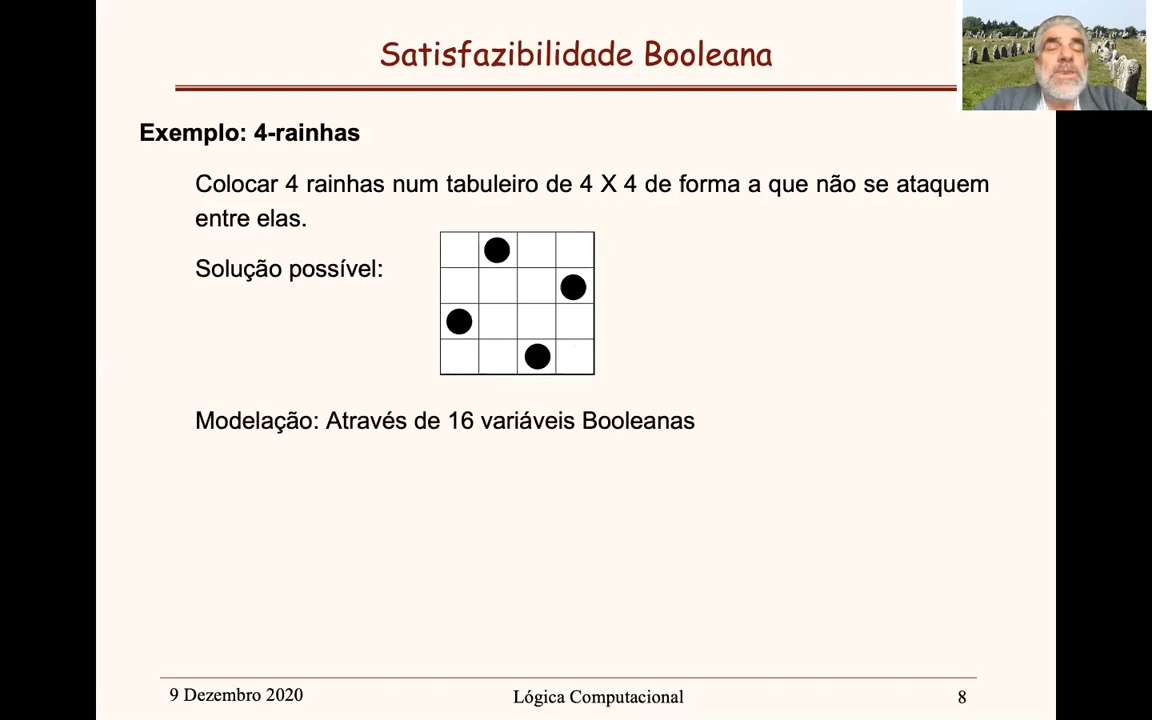 Satisfazibilidade Booleana
Exemplo: 4-rainhas
Colocar 4 rainhas num tabuleiro de 4 X 4 de forma a que não se ataquem
entre elas.
Solução possível:
Modelação: Através de 16 variáveis Booleanas
9 Dezembro 2020
Lógica Computacional
8